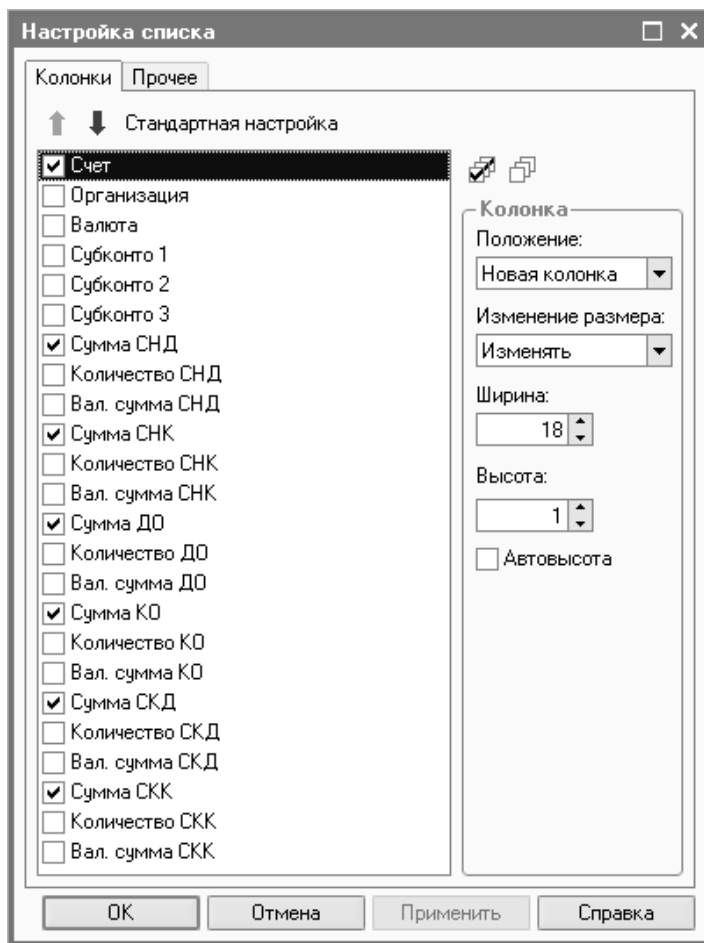 Настройка списка
Колонки Прочее
Стандартная настройка
Счет
Организация
Валюта
Субконто 1
Субконто 2
Субконто 3
Сумма СНД
Количество СНД
Вал. сумма СНД
Сумма СНК
Количество СНК
Вал. сумма СНК
Сумма ДО
Количество ДО
Вал. сумма ДО
Сумма КО
Количество КО
Вал. сумма КО
Сумма СКД
Количество СКД
Вал. сумма СКД
Сумма СКК
Количество СКК
Вал. сумма СКК
Колонка
Положение:
Новая колонка
Изменение размера:
Изменять
Ширина:
18
Высота:
1
Автовысота
OK Отмена Применить Справка